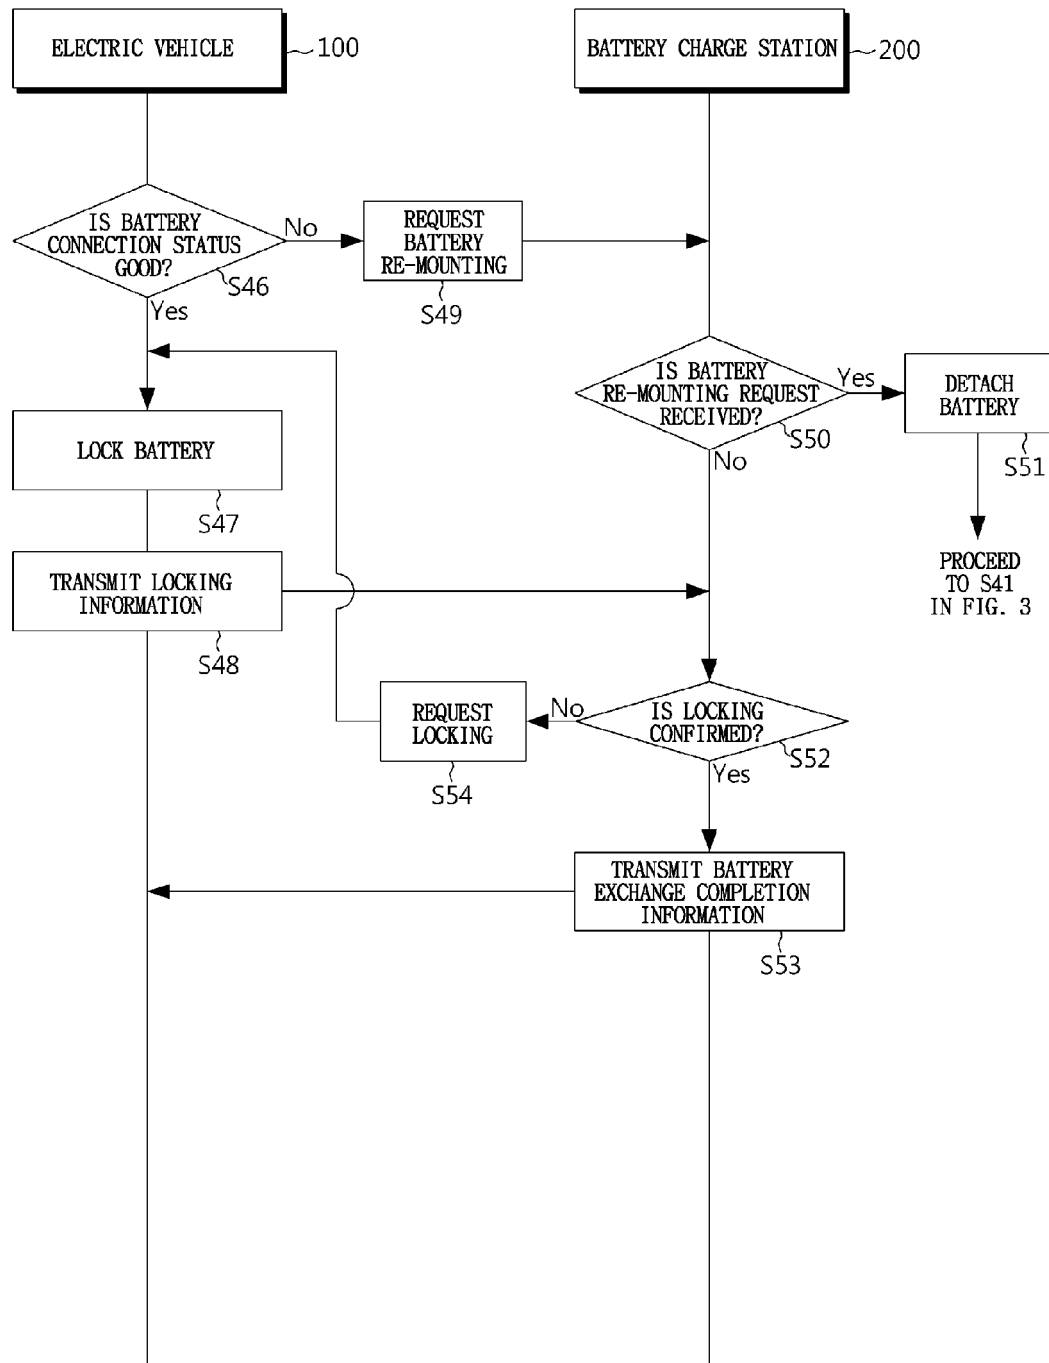 ELECTRIC VEHICLE
100
BATTERY CHARGE STATION
200
IS BATTERY
CONNECTION STATUS
GOOD?
S46
No
Yes
REQUEST
BATTERY
RE-MOUNTING
S49
IS BATTERY
RE-MOUNTING REQUEST
RECEIVED?
S50
Yes
No
DETACH
BATTERY
S51
PROCEED
TO S41
IN FIG. 3
LOCK BATTERY
S47
TRANSMIT LOCKING
INFORMATION
S48
REQUEST
LOCKING
S54
No
IS LOCKING
CONFIRMED?
S52
Yes
TRANSMIT BATTERY
EXCHANGE COMPLETION
INFORMATION
S53